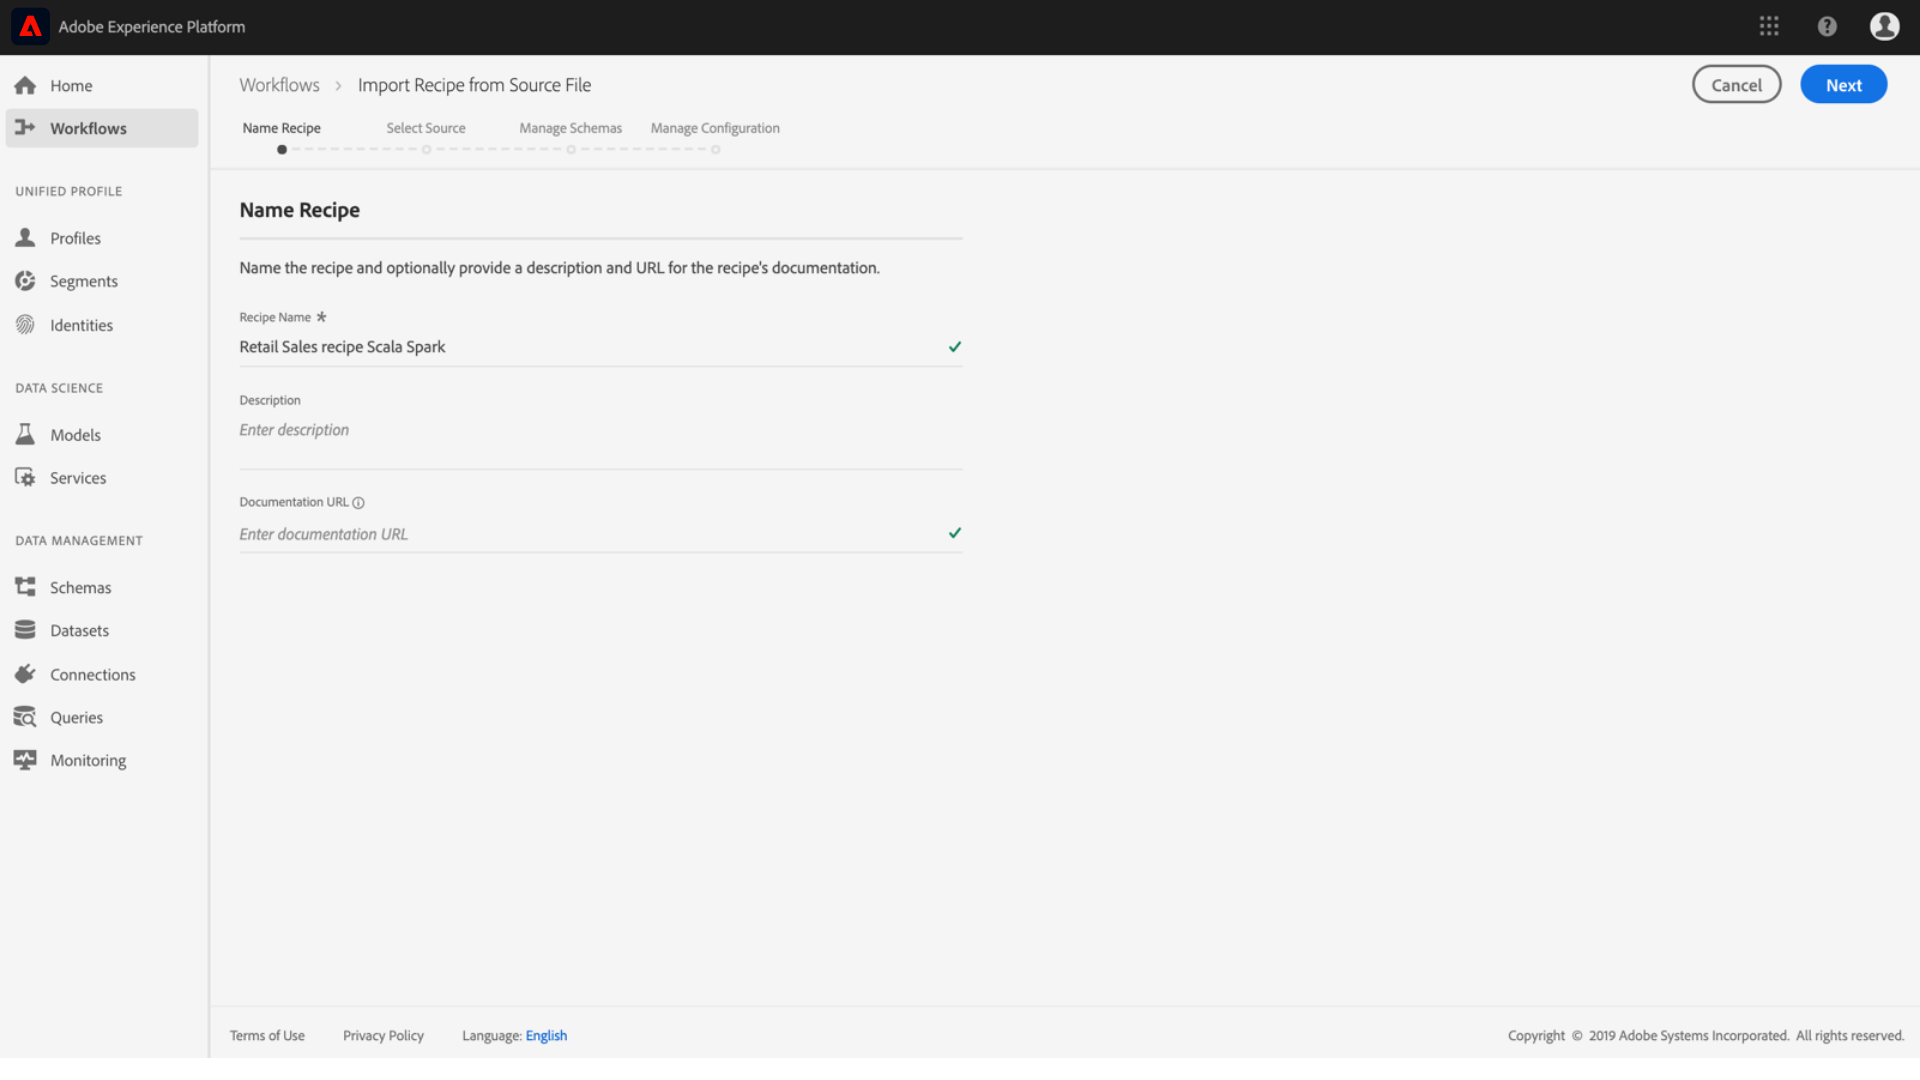 Adobe Experience Platform
Home
Workflows
UNIFIED PROFILE
Profiles
Segments
Identities
DATA SCIENCE
Models
Services
DATA MANAGEMENT
Schemas
Datasets
Connections
Queries
Monitoring
Workflows > Import Recipe from Source File
Cancel Next
Name Recipe Select Source Manage Schemas Manage Configuration
Name Recipe
Name the recipe and optionally provide a description and URL for the recipe's documentation.
Recipe Name *
Retail Sales recipe Scala Spark
Description
Enter description
Documentation URL
Enter documentation URL
Terms of Use Privacy Policy Language: English
Copyright © 2019 Adobe Systems Incorporated. All rights reserved.